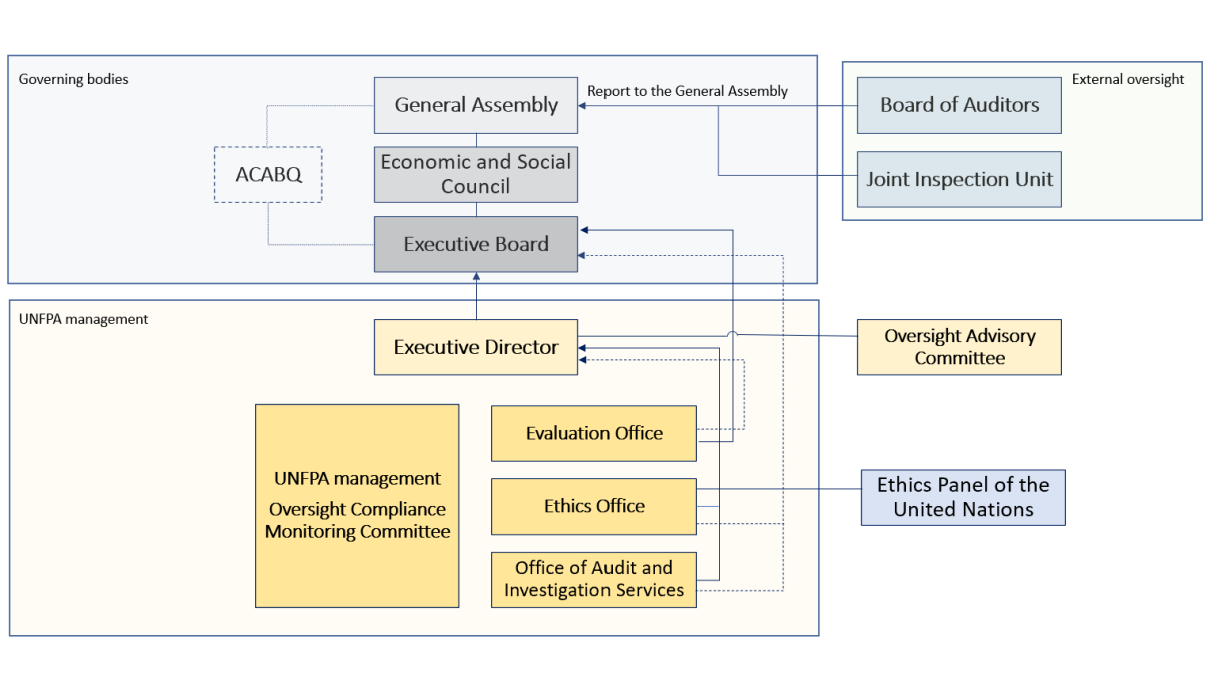 Governing bodies
General Assembly
Report to the General Assembly
Board of Auditors
External oversight
ACABQ
Economic and Social
Council
Joint Inspection Unit
Executive Board
UNFPA management
Executive Director
Oversight Advisory
Committee
UNFPA management
Oversight Compliance
Monitoring Committee
Evaluation Office
Ethics Office
Ethics Panel of the
United Nations
Office of Audit and
Investigation Services